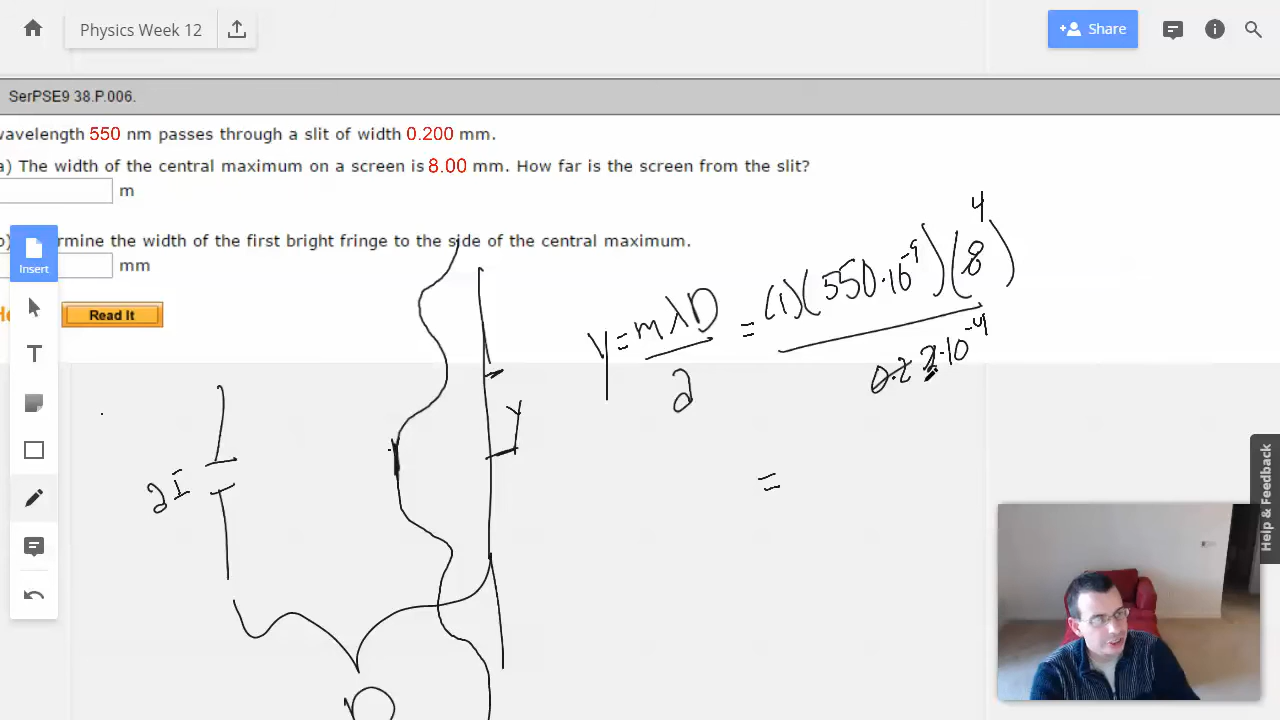 Physics Week 12
Share
SerPSE9 38.P.006.
wavelength 550 nm passes through a slit of width 0.200 mm.
a) The width of the central maximum on a screen is 8.00 mm. How far is the screen from the slit?
m
rmine the width of the first bright fringe to the side of the central maximum.
mm
Insert
Read It
T
4
y = mλD = (1)(550·10⁻⁹)(8)
a
0.2 2·10⁻⁴
y
=
D
Help & Feedback